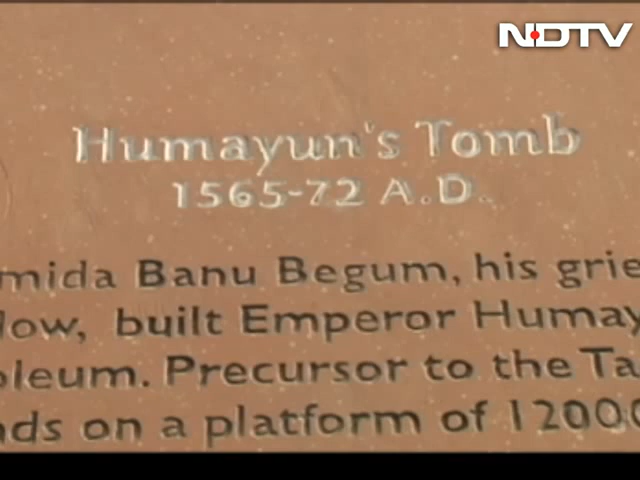 NDTV
Humayun's Tomb
1565-72 A.D.
mida Banu Begum, his grie
low, built Emperor Humay
oleum. Precursor to the Ta
nds on a platform of 12000